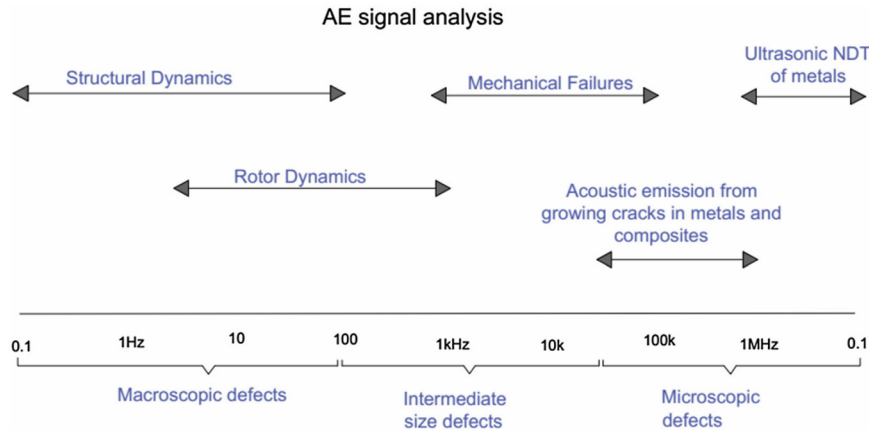 AE signal analysis
Structural Dynamics
Mechanical Failures
Ultrasonic NDT
of metals
Rotor Dynamics
Acoustic emission from
growing cracks in metals and
composites
0.1 1Hz 10 100 1kHz 10k 100k 1MHz 0.1
Macroscopic defects
Intermediate
size defects
Microscopic
defects